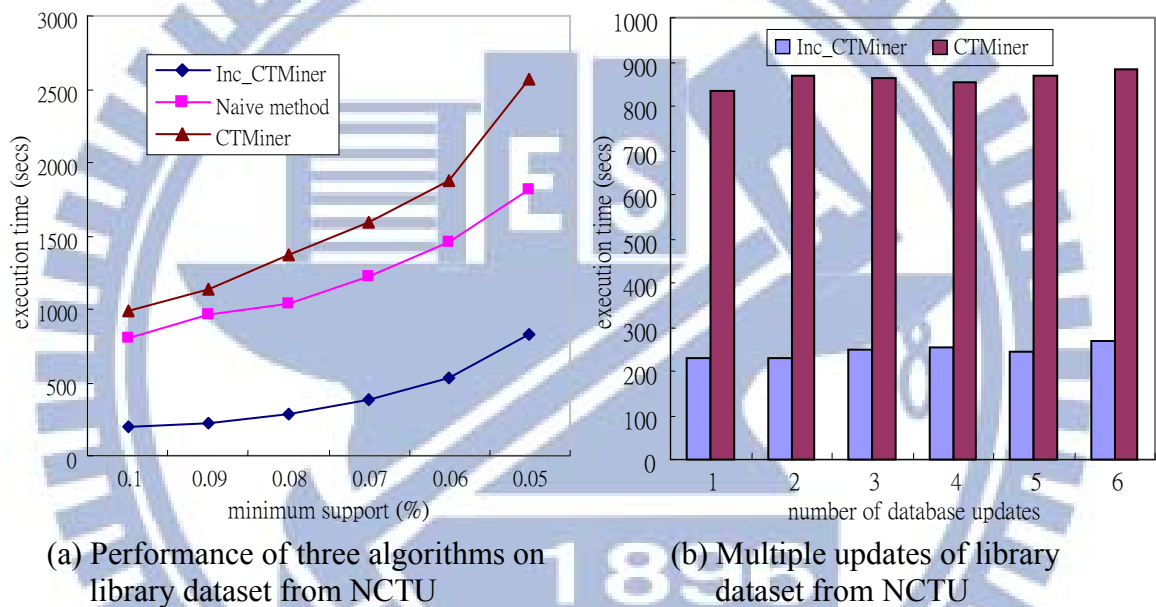 3000
2500
2000
1500
1000
500
0
execution time (secs)
Inc_CTMiner
Naive method
CTMiner
0.1 0.09 0.08 0.07 0.06 0.05
minimum support (%)
(a) Performance of three algorithms on
library dataset from NCTU
1000
900
800
700
600
500
400
300
200
100
0
execution time (secs)
Inc_CTMiner CTMiner
1 2 3 4 5 6
number of database updates
(b) Multiple updates of library
dataset from NCTU
E S
1896